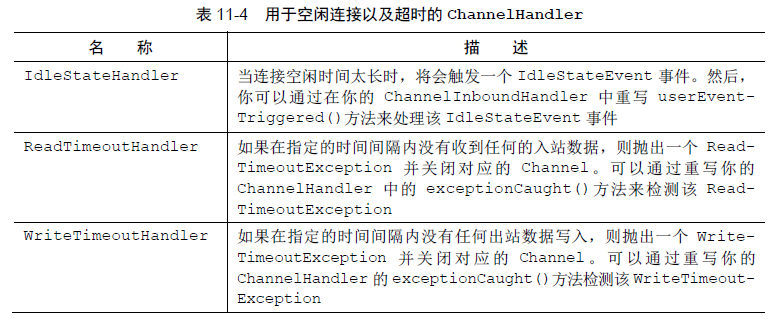 表 11-4 用于空闲连接以及超时的 ChannelHandler
名 称 描 述
IdleStateHandler 当连接空闲时间太长时，将会触发一个 IdleStateEvent 事件。然后，
你可以通过在你的 ChannelInboundHandler 中重写 userEvent-
Triggered()方法来处理该 IdleStateEvent 事件
ReadTimeoutHandler 如果在指定的时间间隔内没有收到任何的入站数据，则抛出一个 Read-
TimeoutException 并关闭对应的 Channel。可以通过重写你的
ChannelHandler 中的 exceptionCaught()方法来检测该 Read-
TimeoutException
WriteTimeoutHandler 如果在指定的时间间隔内没有任何出站数据写入，则抛出一个 Write-
TimeoutException 并关闭对应的 Channel。可以通过重写你的
ChannelHandler 的 exceptionCaught()方法检测该 WriteTimeout-
Exception